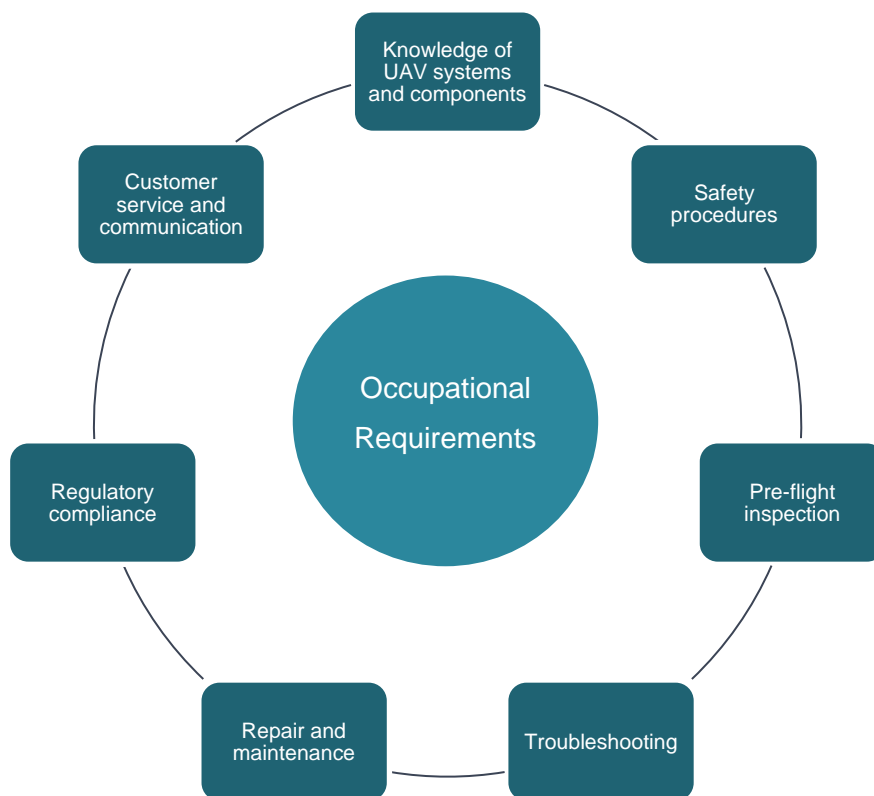 Knowledge of
UAV systems
and components
Safety
procedures
Pre-flight
inspection
Troubleshooting
Repair and
maintenance
Regulatory
compliance
Customer
service and
communication
Occupational
Requirements